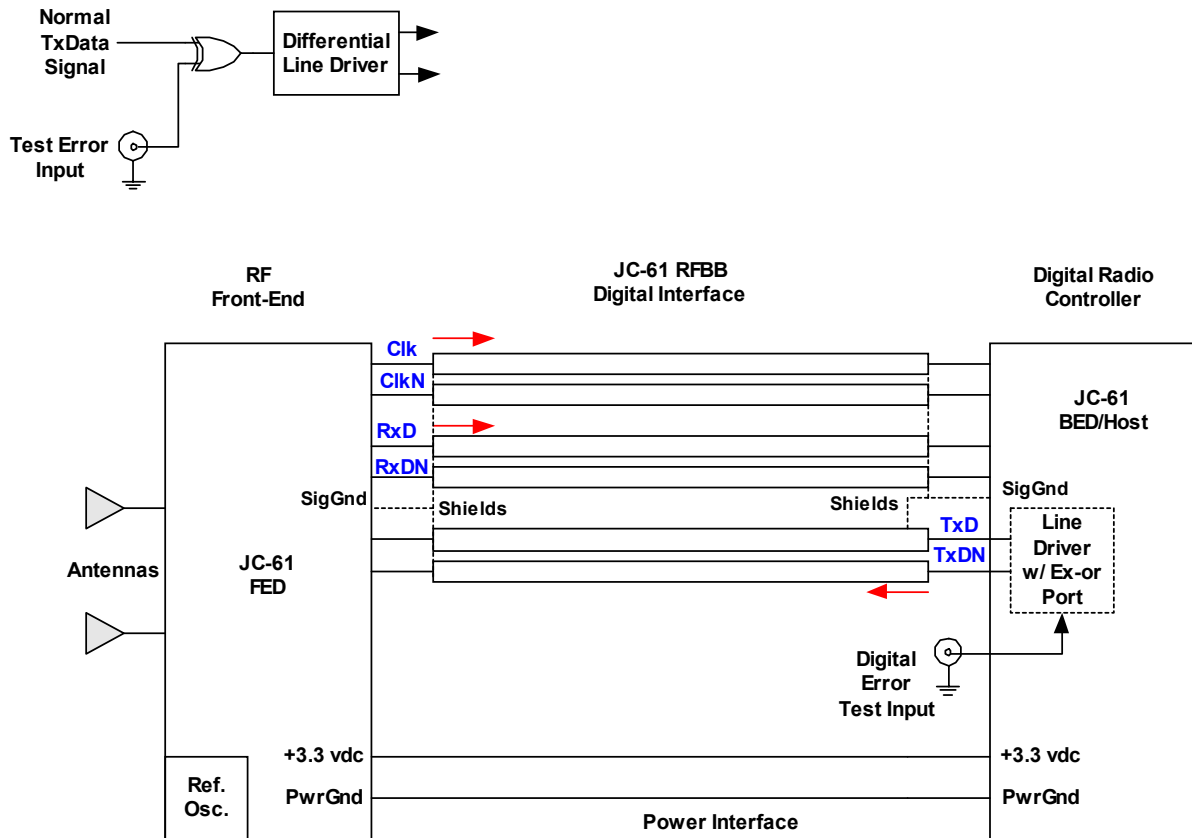 Normal
TxData
Signal
Differential
Line Driver
Test Error
Input
RF
Front-End
JC-61 RFBB
Digital Interface
Digital Radio
Controller
Clk
ClkN
RxD
RxDN
SigGnd
Shields
Shields
SigGnd
TxD
TxDN
JC-61
BED/Host
Line
Driver
w/ Ex-or
Port
Antennas
JC-61
FED
Digital
Error
Test Input
+3.3 vdc
+3.3 vdc
Ref.
Osc.
PwrGnd
PwrGnd
Power Interface